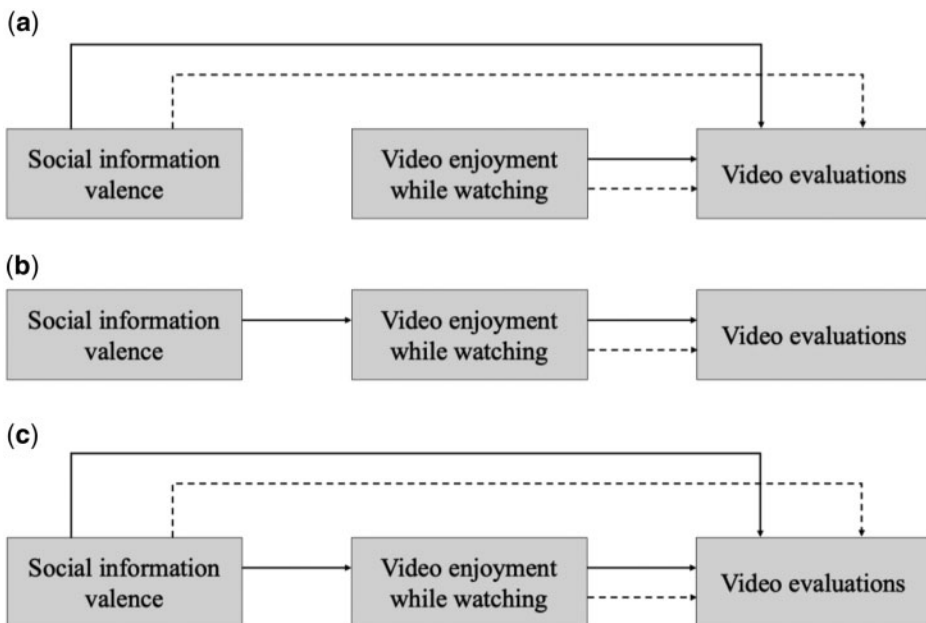 (a)
Social information
valence
Video enjoyment
while watching
Video evaluations
(b)
Social information
valence
Video enjoyment
while watching
Video evaluations
(c)
Social information
valence
Video enjoyment
while watching
Video evaluations